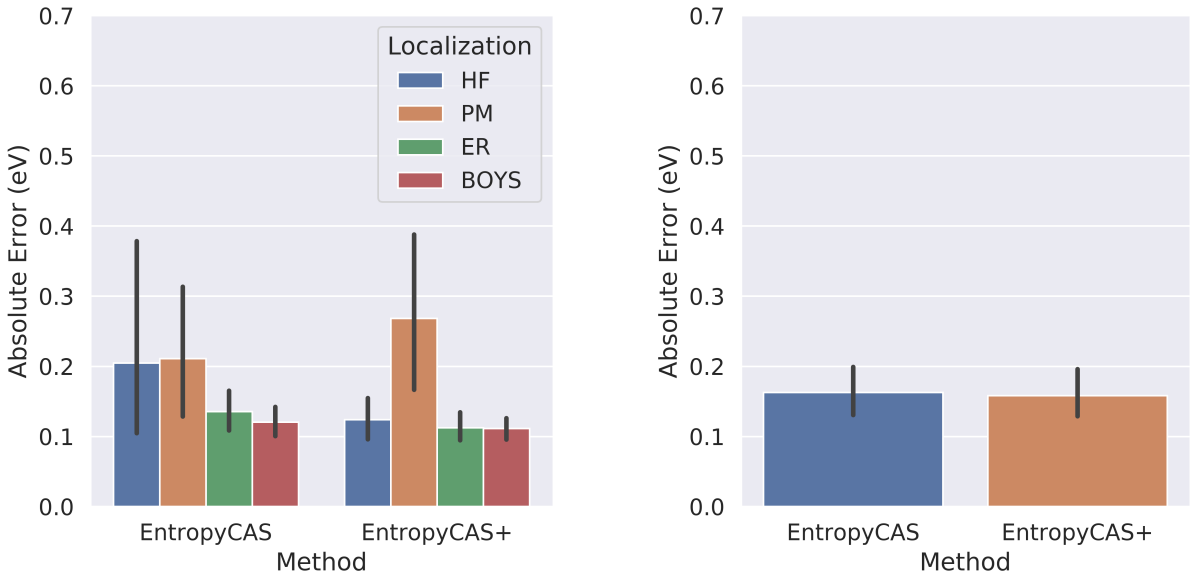 0.7
0.6
0.5
0.4
0.3
0.2
0.1
0.0
Absolute Error (eV)
Localization
HF
PM
ER
BOYS
EntropyCAS
EntropyCAS+
Method
0.7
0.6
0.5
0.4
0.3
0.2
0.1
0.0
Absolute Error (eV)
EntropyCAS
EntropyCAS+
Method